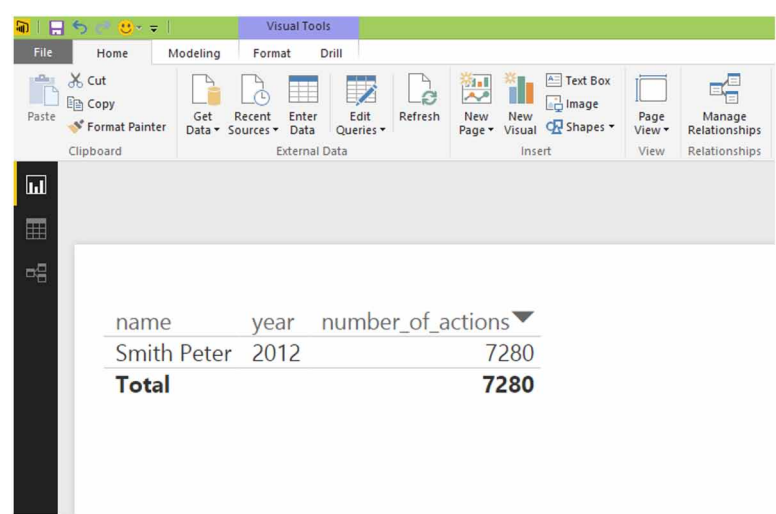 Visual Tools
File Home Modeling Format Drill
Paste
Cut
Copy
Format Painter
Clipboard
Get Data
Recent Sources
Enter Data
Edit Queries
External Data
Refresh
New Page
New Visual
Text Box
Image
Shapes
Insert
Page View
View
Manage Relationships
Relationships
name year number_of_actions
Smith Peter 2012 7280
Total 7280